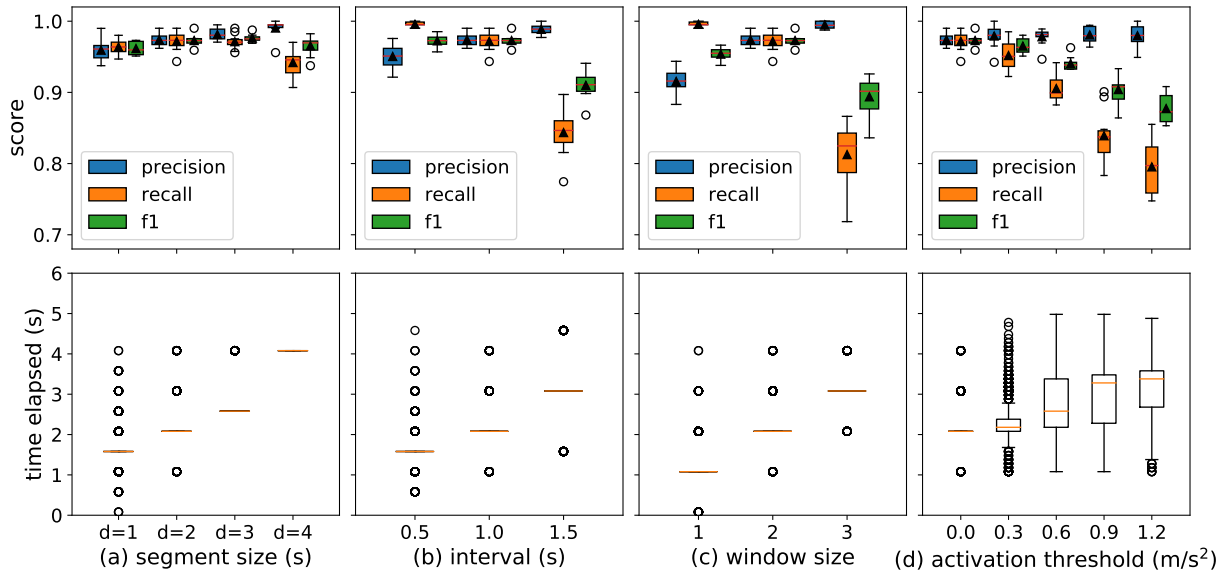 score
1.0
0.9
0.8
0.7
precision
recall
f1
precision
recall
f1
precision
recall
f1
precision
recall
f1
time elapsed (s)
6
5
4
3
2
1
0
d=1 d=2 d=3 d=4
(a) segment size (s)
0.5 1.0 1.5
(b) interval (s)
1 2 3
(c) window size
0.0 0.3 0.6 0.9 1.2
(d) activation threshold (m/s²)